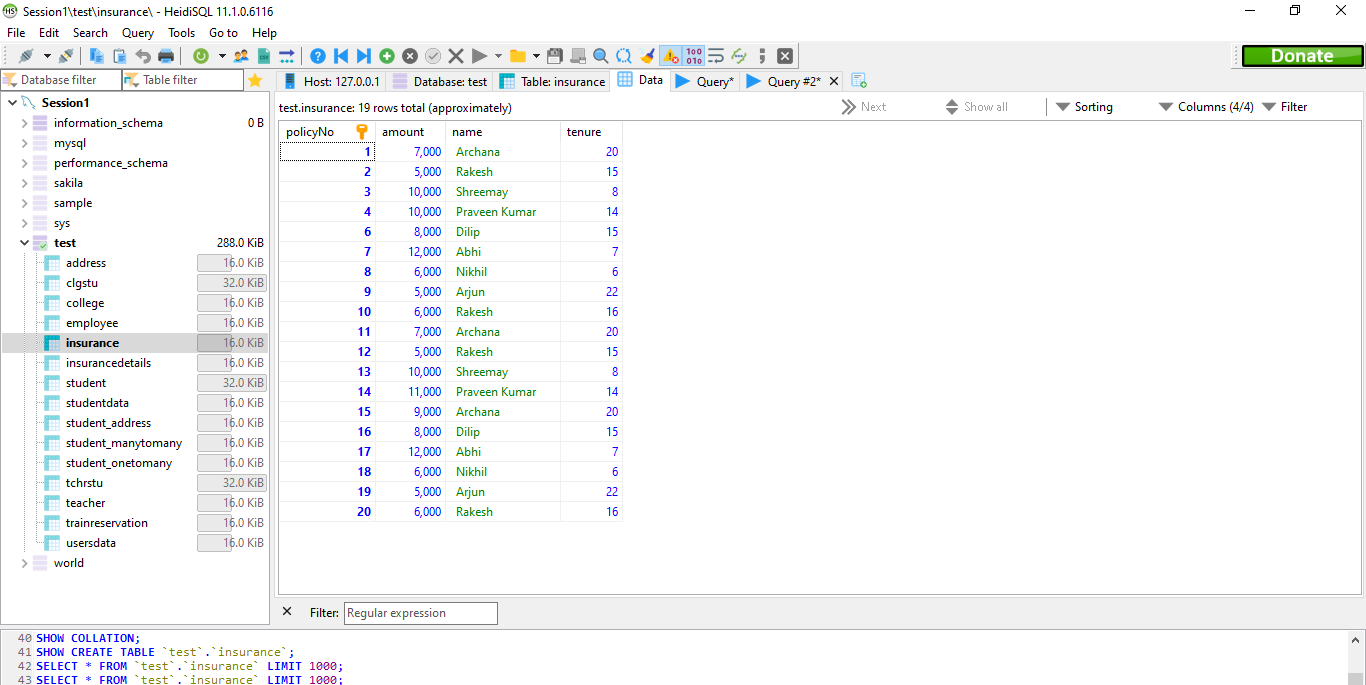 HS Session1\test\insurance\ - HeidiSQL 11.1.0.6116
File Edit Search Query Tools Go to Help
Donate
Database filter Table filter Host: 127.0.0.1 Database: test Table: insurance Data Query* Query #2*
test.insurance: 19 rows total (approximately) Next Show all Sorting Columns (4/4) Filter
Session1
information_schema 0 B
mysql
performance_schema
sakila
sample
sys
test 288.0 KiB
address 16.0 KiB
clgstu 32.0 KiB
college 16.0 KiB
employee 16.0 KiB
insurance 16.0 KiB
insurancedetails 16.0 KiB
student 32.0 KiB
studentdata 16.0 KiB
student_address 16.0 KiB
student_manytomany 16.0 KiB
student_onetomany 16.0 KiB
tchrstu 32.0 KiB
teacher 16.0 KiB
trainreservation 16.0 KiB
usersdata 16.0 KiB
world
policyNo amount name tenure
1 7,000 Archana 20
2 5,000 Rakesh 15
3 10,000 Shreemay 8
4 10,000 Praveen Kumar 14
6 8,000 Dilip 15
7 12,000 Abhi 7
8 6,000 Nikhil 6
9 5,000 Arjun 22
10 6,000 Rakesh 16
11 7,000 Archana 20
12 5,000 Rakesh 15
13 10,000 Shreemay 8
14 11,000 Praveen Kumar 14
15 9,000 Archana 20
16 8,000 Dilip 15
17 12,000 Abhi 7
18 6,000 Nikhil 6
19 5,000 Arjun 22
20 6,000 Rakesh 16
Filter: Regular expression
40 SHOW COLLATION;
41 SHOW CREATE TABLE `test`.`insurance`;
42 SELECT * FROM `test`.`insurance` LIMIT 1000;
43 SELECT * FROM `test`.`insurance` LIMIT 1000;